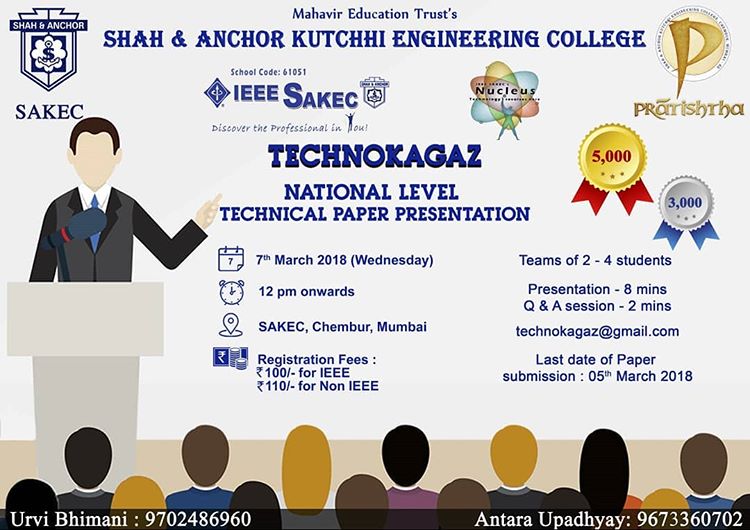 Mahavir Education Trust's
SHAH & ANCHOR KUTCHHI ENGINEERING COLLEGE
SHAH & ANCHOR
S
SAKEC
School Code: 61051
IEEE SAKEC
SHAH & ANCHOR
Discover the Professional in You!
IEEE SAKEC's
Nucleus
Pratishtha
TECHNOKAGAZ
NATIONAL LEVEL
TECHNICAL PAPER PRESENTATION
5,000
3,000
7
7th March 2018 (Wednesday)
12 pm onwards
SAKEC, Chembur, Mumbai
₹
Registration Fees :
₹100/- for IEEE
₹110/- for Non IEEE
Teams of 2 - 4 students
Presentation - 8 mins
Q & A session - 2 mins
technokagaz@gmail.com
Last date of Paper
submission : 05th March 2018
Urvi Bhimani : 9702486960
Antara Upadhyay: 9673360702